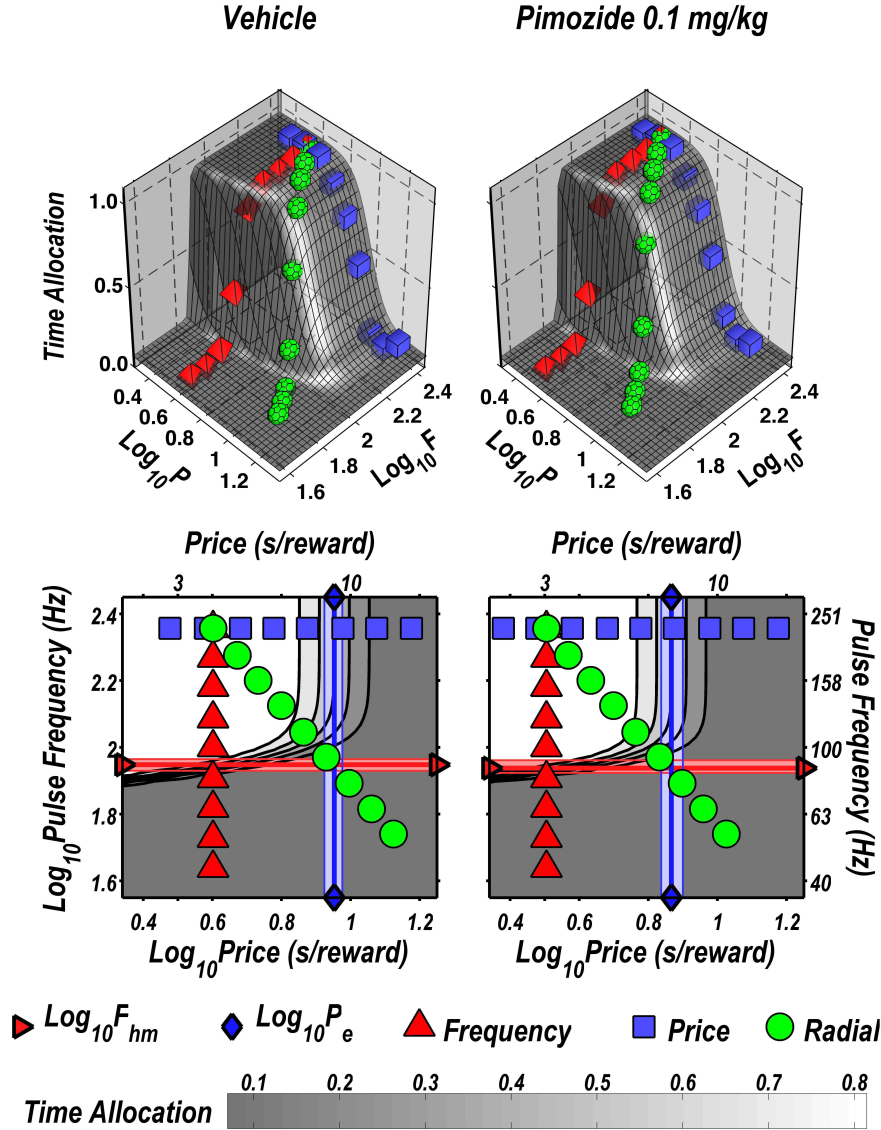 Vehicle
Pimozide 0.1 mg/kg
Time Allocation
1.0
0.5
0.0
0.4
0.6
0.8
1
1.2
Log10P
1.6
1.8
2
2.2
2.4
Log10F
0.4
0.6
0.8
1
1.2
Log10P
1.6
1.8
2
2.2
2.4
Log10F
Price (s/reward)
Price (s/reward)
3 10
3 10
Log10Pulse Frequency (Hz)
2.4
2.2
2
1.8
1.6
251
158
100
63
40
Pulse Frequency (Hz)
0.4 0.6 0.8 1 1.2
0.4 0.6 0.8 1 1.2
Log10Price (s/reward)
Log10Price (s/reward)
Log10Fhm
Log10Pe
Frequency
Price
Radial
0.1 0.2 0.3 0.4 0.5 0.6 0.7 0.8
Time Allocation